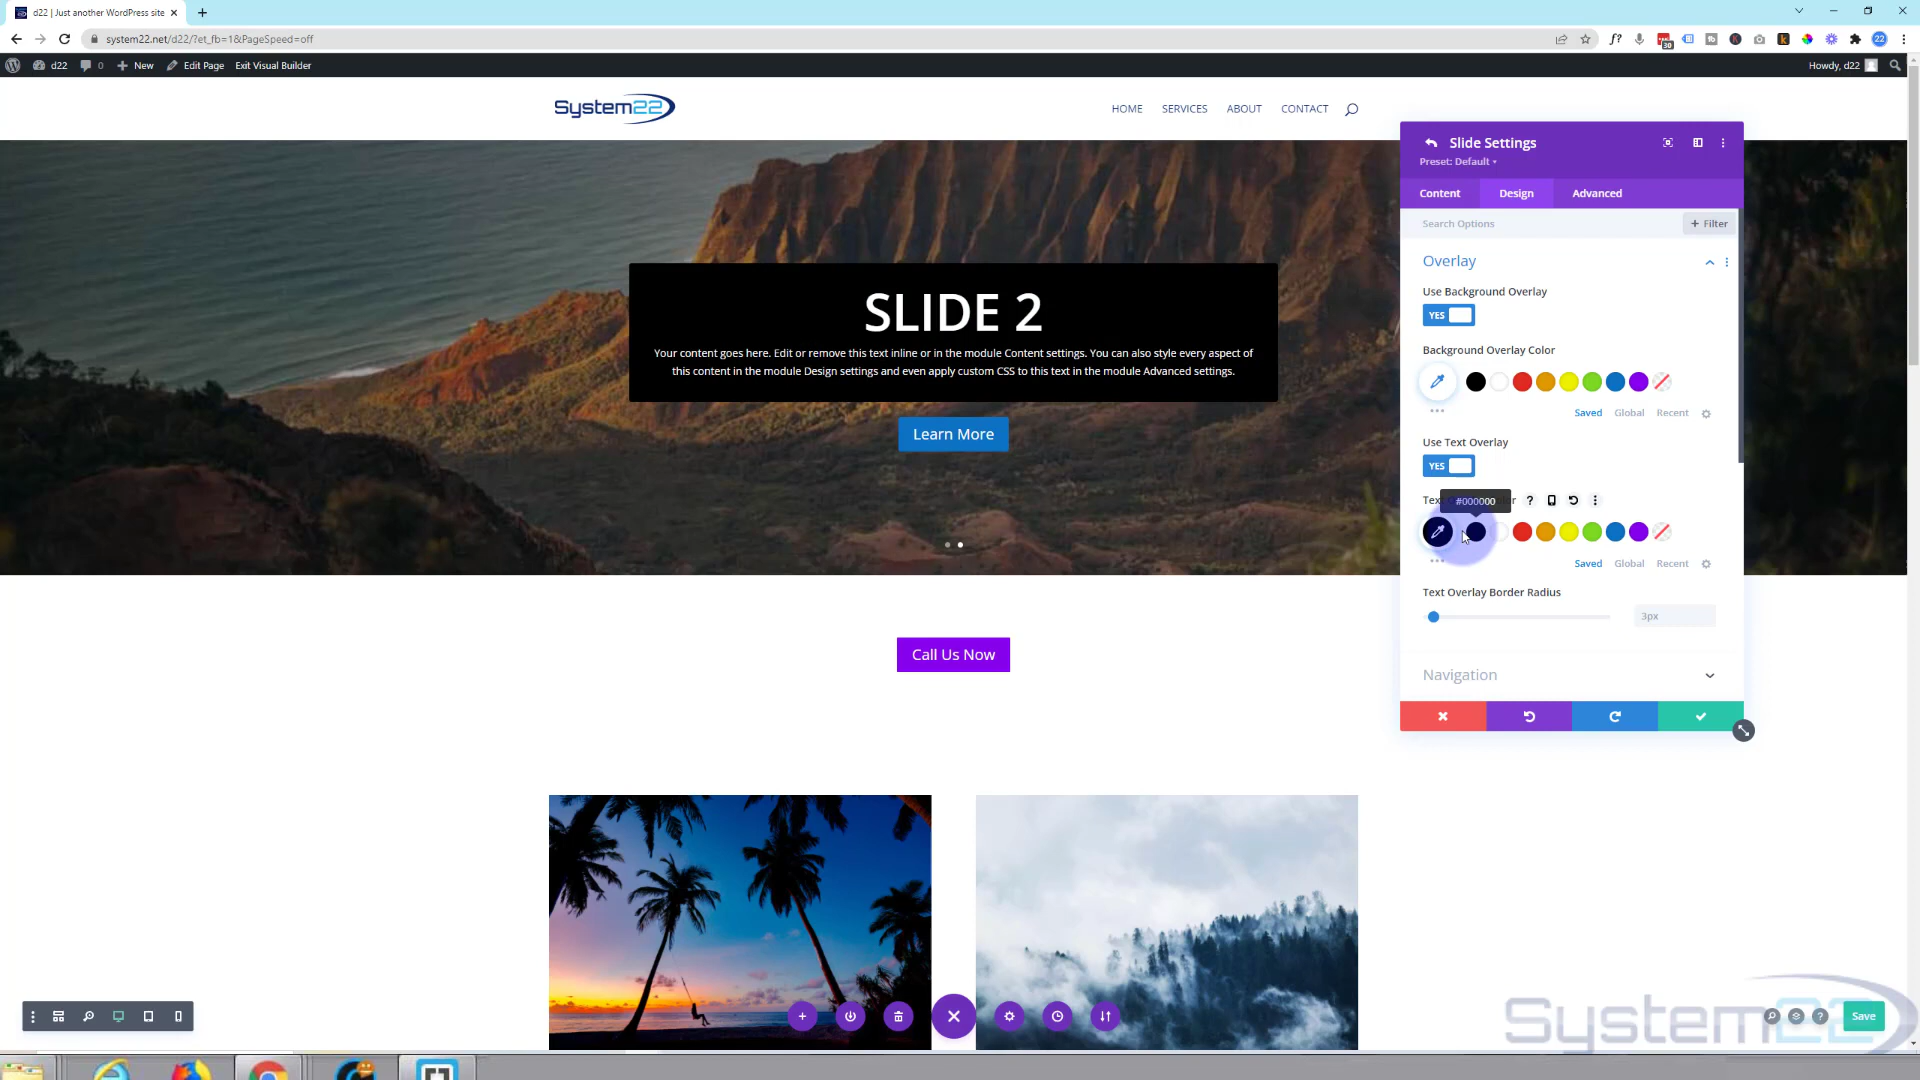 d22 | Just another WordPress site
system22.net/d22/?et_fb=1&PageSpeed=off
f?
30
22
d22
0
New
Edit Page
Exit Visual Builder
Howdy, d22
System22
HOME
SERVICES
ABOUT
CONTACT
Slide Settings
Preset: Default
Content
Design
Advanced
Search Options
+ Filter
Overlay
Use Background Overlay
YES
Background Overlay Color
Saved
Global
Recent
Use Text Overlay
YES
#000000
Saved
Global
Recent
Text Overlay Border Radius
3px
Navigation
SLIDE 2
Your content goes here. Edit or remove this text inline or in the module Content settings. You can also style every aspect of
this content in the module Design settings and even apply custom CSS to this text in the module Advanced settings.
Learn More
Call Us Now
System22
Save